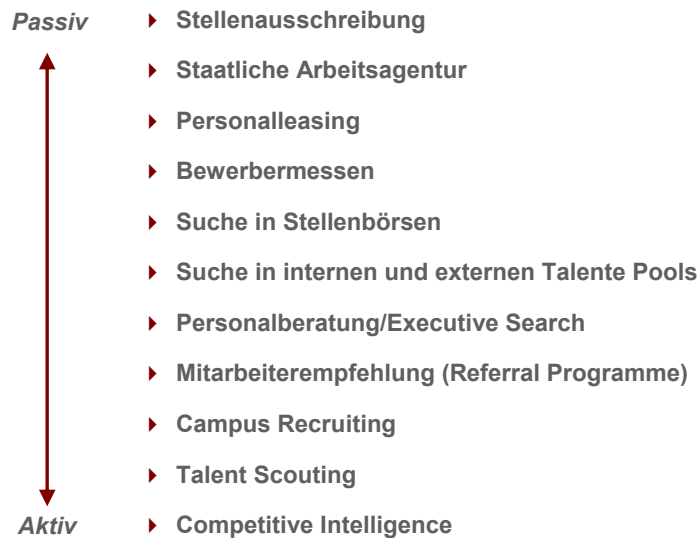 Passiv
Stellenausschreibung
Staatliche Arbeitsagentur
Personalleasing
Bewerbermessen
Suche in Stellenbörsen
Suche in internen und externen Talente Pools
Personalberatung/Executive Search
Mitarbeiterempfehlung (Referral Programme)
Campus Recruiting
Talent Scouting
Aktiv
Competitive Intelligence